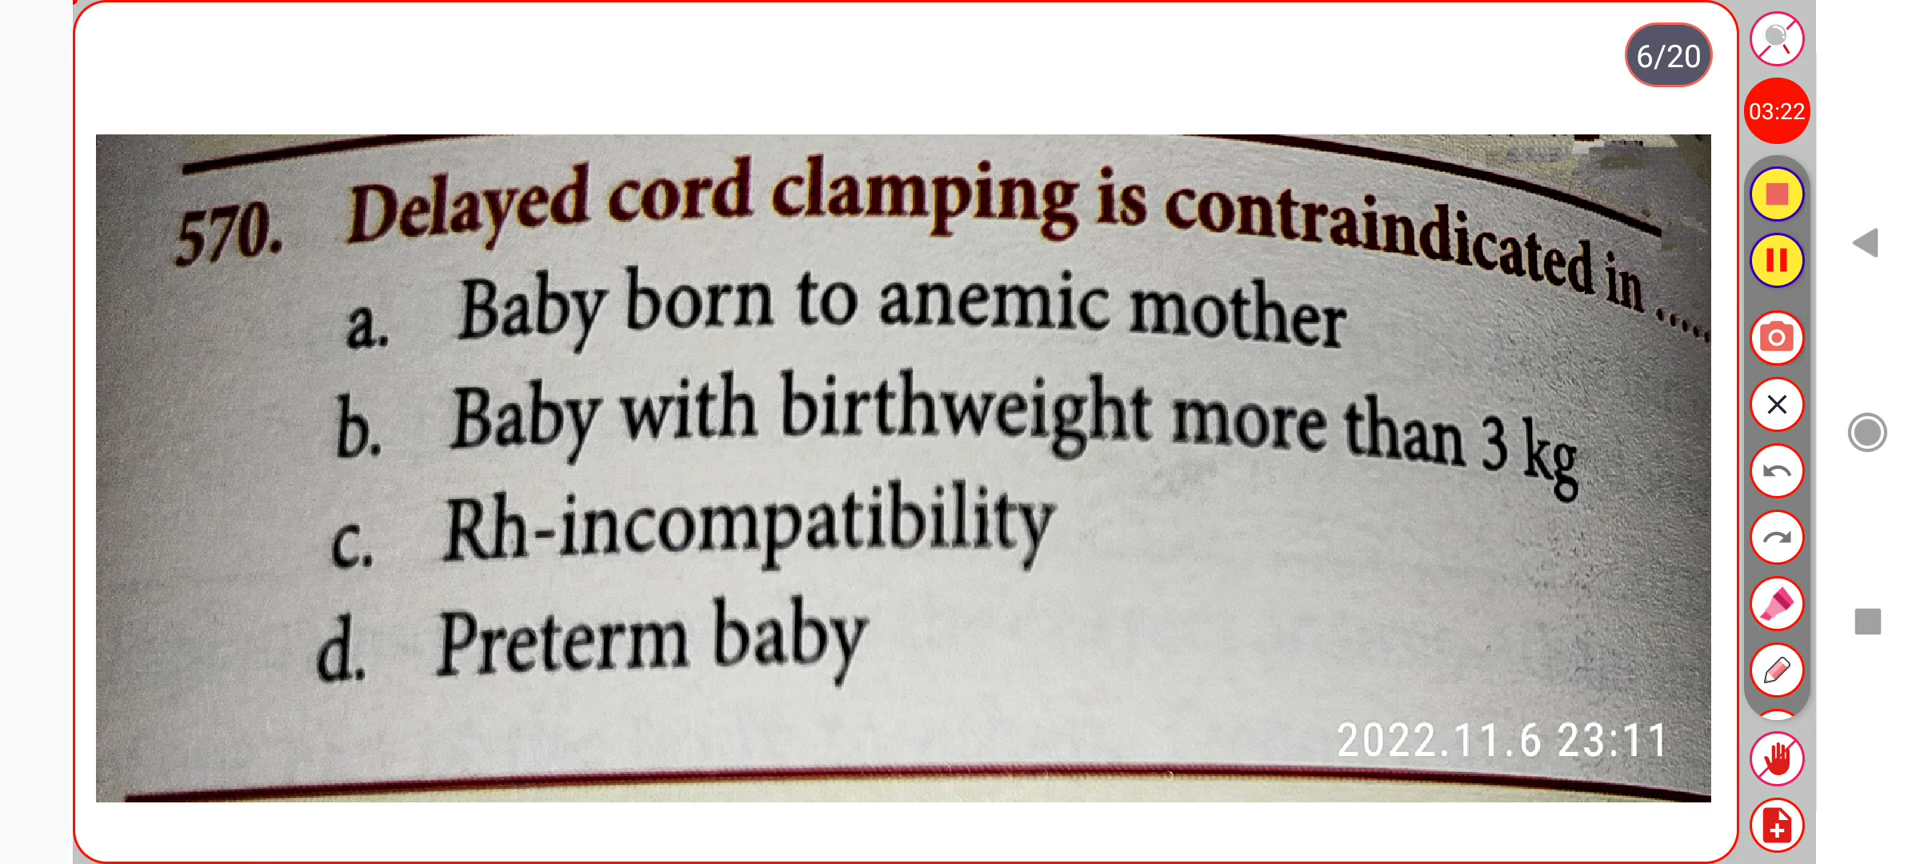 6/20
03:22
570. Delayed cord clamping is contraindicated in .....
a. Baby born to anemic mother
b. Baby with birthweight more than 3 kg
c. Rh-incompatibility
d. Preterm baby
2022.11.6 23:11